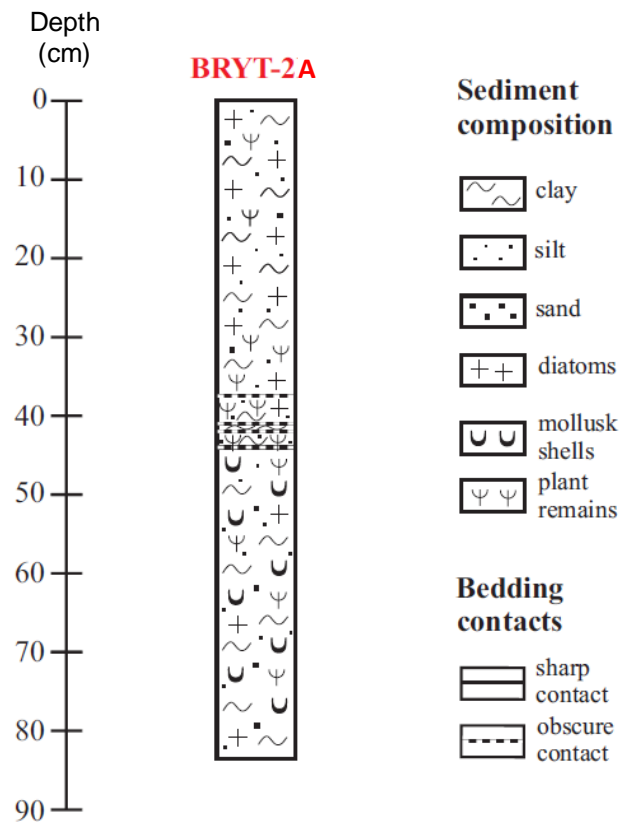 Depth
(cm)
BRYT-2A
0
10
20
30
40
50
60
70
80
90
Sediment
composition
clay
silt
sand
diatoms
mollusk
shells
plant
remains
Bedding
contacts
sharp
contact
obscure
contact